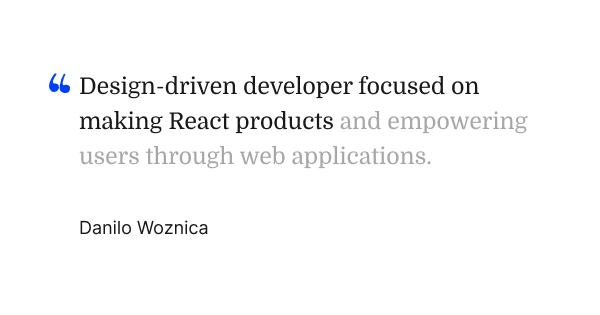 “ Design-driven developer focused on
making React products and empowering
users through web applications.
Danilo Woznica